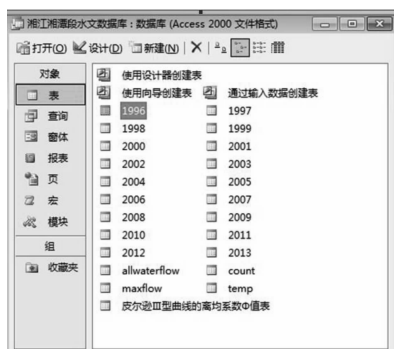 湘江湘潭段水文数据库：数据库 (Access 2000 文件格式)
打开(O) 设计(D) 新建(N)
对象
表
查询
窗体
报表
页
宏
模块
组
收藏夹
使用设计器创建表
使用向导创建表 通过输入数据创建表
1996 1997
1998 1999
2000 2001
2002 2003
2004 2005
2006 2007
2008 2009
2010 2011
2012 2013
allwaterflow count
maxflow temp
皮尔逊Ⅲ型曲线的离均系数Φ值表